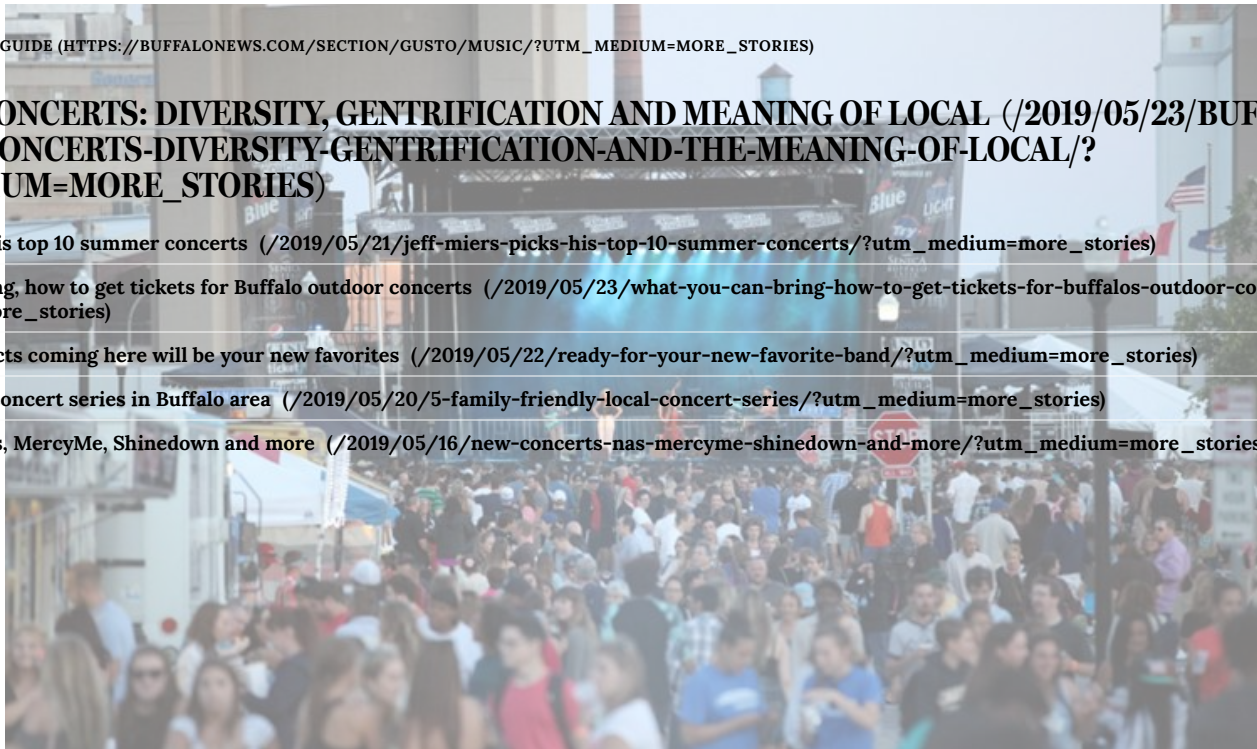 GUIDE (HTTPS://BUFFALONEWS.COM/SECTION/GUSTO/MUSIC/?UTM_MEDIUM=MORE_STORIES)
ONCERTS: DIVERSITY, GENTRIFICATION AND MEANING OF LOCAL (/2019/05/23/BUF
ONCERTS-DIVERSITY-GENTRIFICATION-AND-THE-MEANING-OF-LOCAL/?
UM=MORE_STORIES)
Blue
Blue
LIGHT
Try
is top 10 summer concerts (/2019/05/21/jeff-miers-picks-his-top-10-summer-concerts/?utm_medium=more_stories)
ng, how to get tickets for Buffalo outdoor concerts (/2019/05/23/what-you-can-bring-how-to-get-tickets-for-buffalos-outdoor-co
ore_stories)
cts coming here will be your new favorites (/2019/05/22/ready-for-your-new-favorite-band/?utm_medium=more_stories)
oncert series in Buffalo area (/2019/05/20/5-family-friendly-local-concert-series/?utm_medium=more_stories)
s, MercyMe, Shinedown and more (/2019/05/16/new-concerts-nas-mercyme-shinedown-and-more/?utm_medium=more_stories
STOP